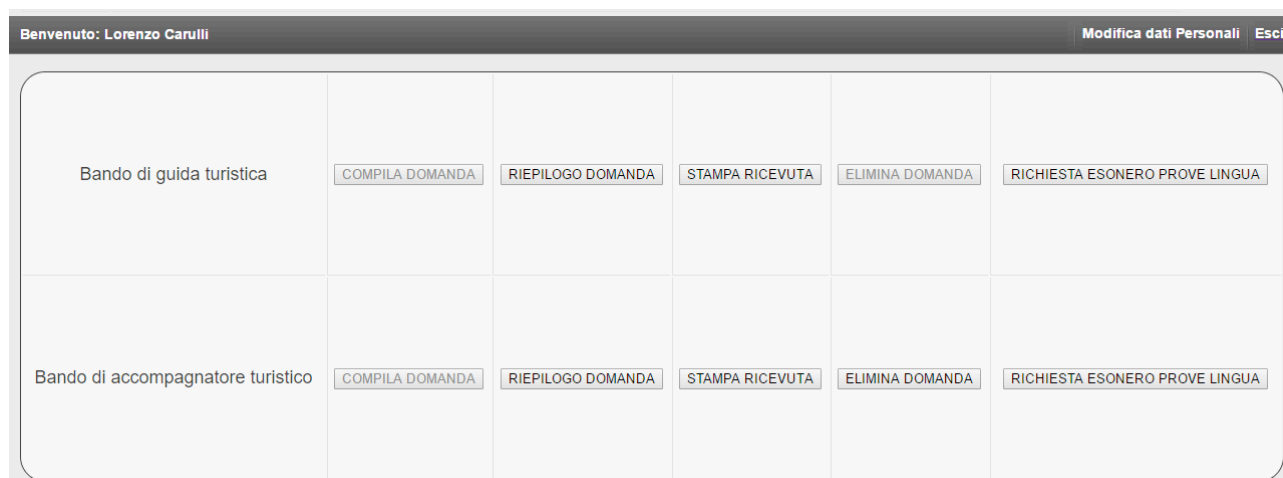 Benvenuto: Lorenzo Carulli Modifica dati Personali Esci
Bando di guida turistica COMPILA DOMANDA RIEPILOGO DOMANDA STAMPA RICEVUTA ELIMINA DOMANDA RICHIESTA ESONERO PROVE LINGUA
Bando di accompagnatore turistico COMPILA DOMANDA RIEPILOGO DOMANDA STAMPA RICEVUTA ELIMINA DOMANDA RICHIESTA ESONERO PROVE LINGUA